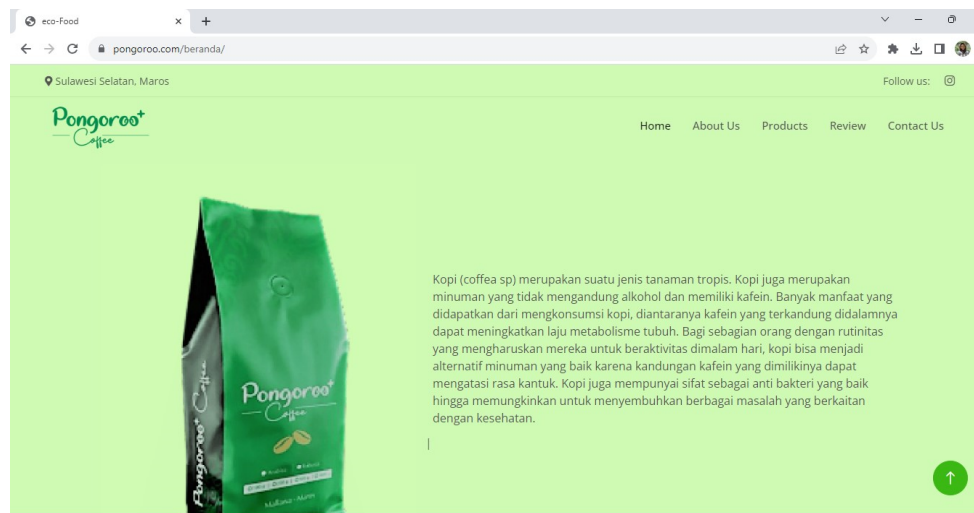 eco-Food
pongoroo.com/beranda/
Sulawesi Selatan, Maros
Follow us:
Pongoroo+
Coffee
Home About Us Products Review Contact Us
Kopi (coffea sp) merupakan suatu jenis tanaman tropis. Kopi juga merupakan
minuman yang tidak mengandung alkohol dan memiliki kafein. Banyak manfaat yang
didapatkan dari mengkonsumsi kopi, diantaranya kafein yang terkandung didalamnya
dapat meningkatkan laju metabolisme tubuh. Bagi sebagian orang dengan rutinitas
yang mengharuskan mereka untuk beraktivitas dimalam hari, kopi bisa menjadi
alternatif minuman yang baik karena kandungan kafein yang dimilikinya dapat
mengatasi rasa kantuk. Kopi juga mempunyai sifat sebagai anti bakteri yang baik
hingga memungkinkan untuk menyembuhkan berbagai masalah yang berkaitan
dengan kesehatan.
Pongoroo+ Coffee
Pongoroo+
Coffee